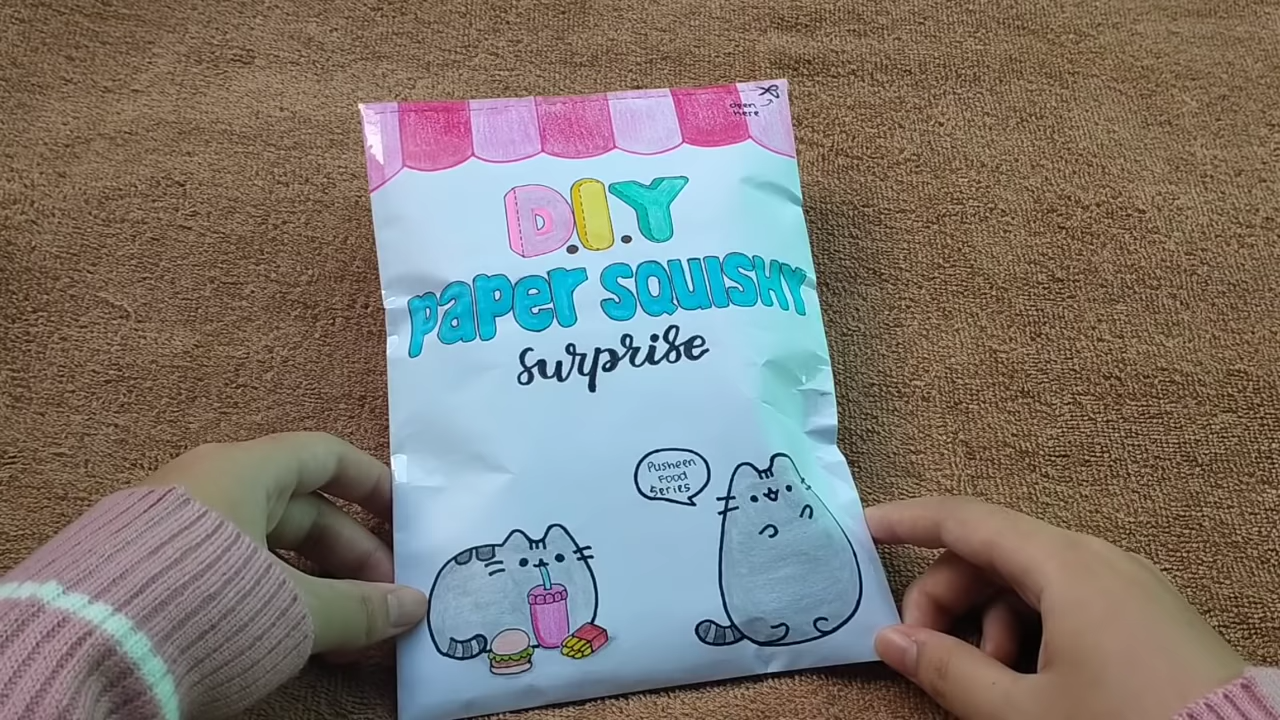 open
Here
D.I.Y
Paper SQUISHY
surprise
Pusheen
Food
Series